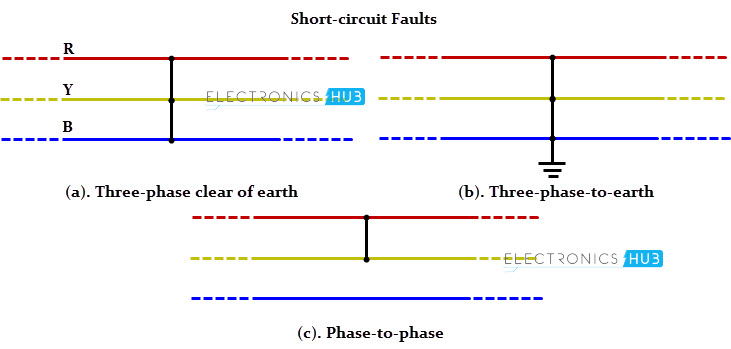 Short-circuit Faults
R
Y
ELECTRONICS HUB
B
(a). Three-phase clear of earth
(b). Three-phase-to-earth
ELECTRONICS HUB
(c). Phase-to-phase